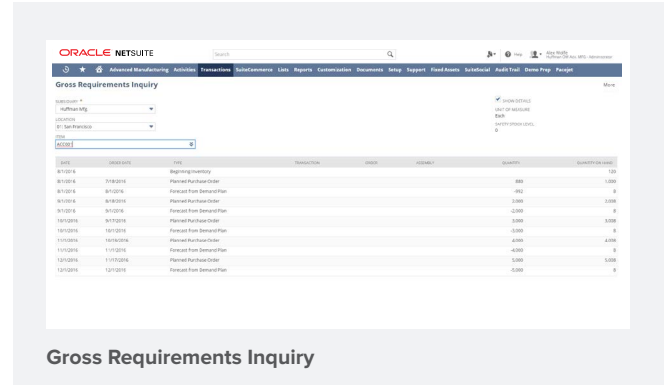 ORACLE NETSUITE Search Help Alex Wolfe
Advanced Manufacturing Activities Transactions SuiteCommerce Lists Reports Customization Documents Setup Support Fixed Assets SuiteSocial Audit Trail Demo Prep Pacejet
Gross Requirements Inquiry More
SUBSIDIARY * SHOW DETAILS
Huffman Mfg. UNIT OF MEASURE
LOCATION Each
01: San Francisco SAFETY STOCK LEVEL
ITEM 0
ACC001
DATE ORDER DATE TYPE TRANSACTION ORDER ASSEMBLY QUANTITY QUANTITY ON HAND
8/1/2016 Beginning Inventory 120
8/1/2016 7/18/2016 Planned Purchase Order 880 1,000
8/1/2016 8/1/2016 Forecast from Demand Plan -992 8
9/1/2016 8/18/2016 Planned Purchase Order 2,000 2,008
9/1/2016 9/1/2016 Forecast from Demand Plan -2,000 8
10/1/2016 9/17/2016 Planned Purchase Order 3,000 3,008
10/1/2016 10/1/2016 Forecast from Demand Plan -3,000 8
11/1/2016 10/18/2016 Planned Purchase Order 4,000 4,008
11/1/2016 11/1/2016 Forecast from Demand Plan -4,000 8
12/1/2016 11/17/2016 Planned Purchase Order 5,000 5,008
12/1/2016 12/1/2016 Forecast from Demand Plan -5,000 8
Gross Requirements Inquiry